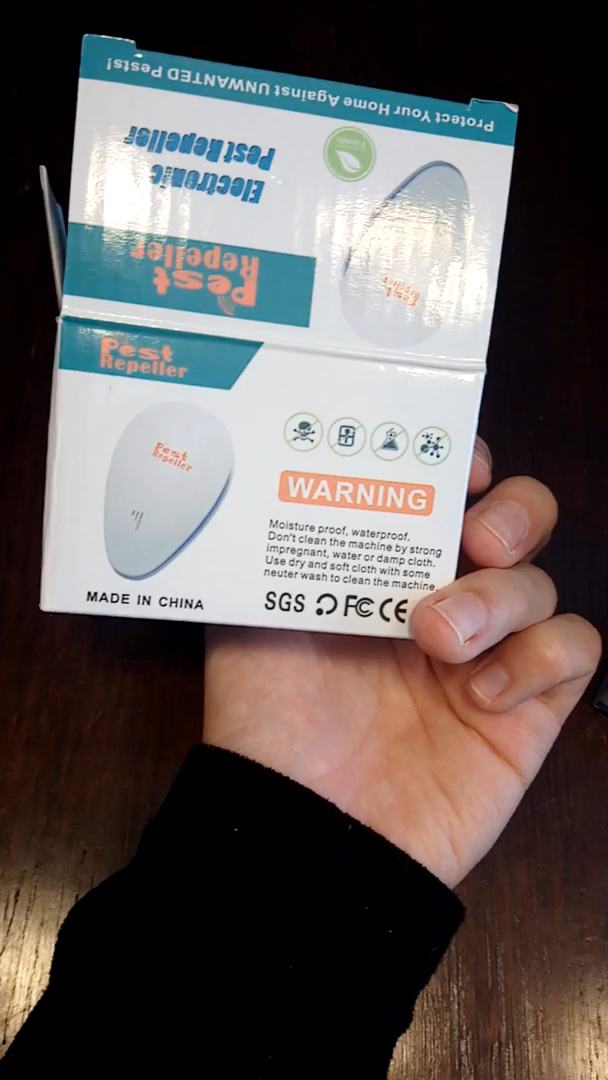 Protect Your Home Against UNWANTED Pests!
Electronic
Pest Repeller
Pest
Repeller
Pest
Repeller
Pest
Repeller
Pest
Repeller
WARNING
Moisture proof, waterproof,
Don't clean the machine by strong
impregnant, water or damp cloth.
Use dry and soft cloth with some
neuter wash to clean the machine.
MADE IN CHINA
SGS FC CE